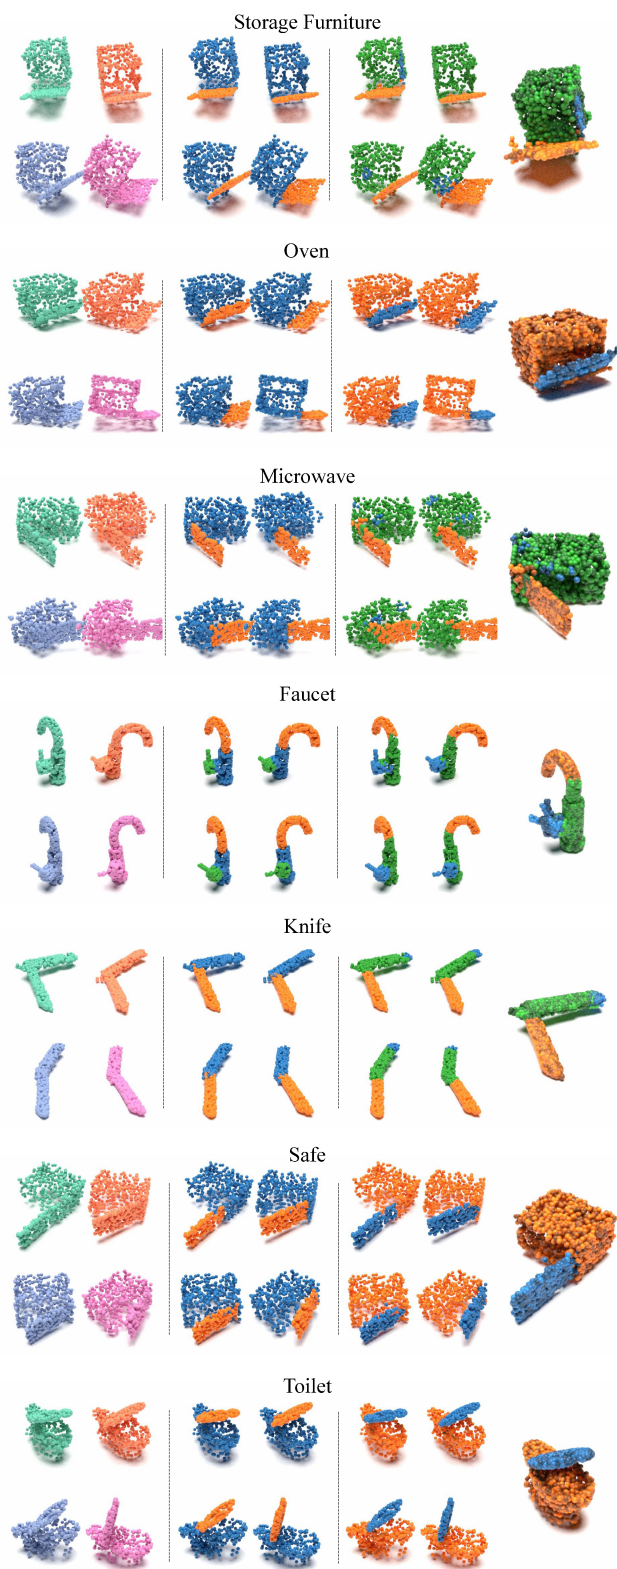 Storage Furniture
Oven
Microwave
Faucet
Knife
Safe
Toilet